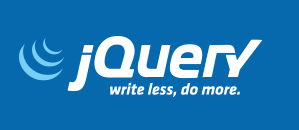 jQuery
write less, do more.